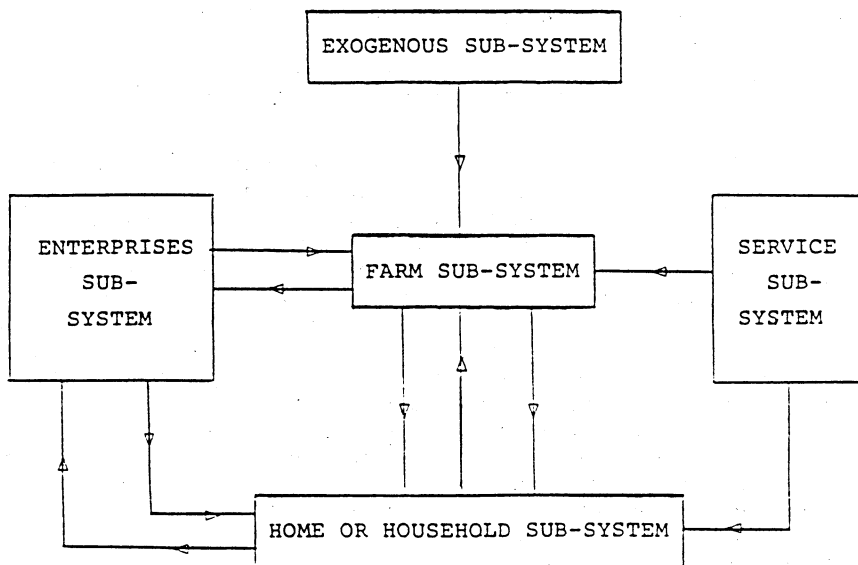 EXOGENOUS SUB-SYSTEM
ENTERPRISES
SUB-
SYSTEM
FARM SUB-SYSTEM
SERVICE
SUB-
SYSTEM
HOME OR HOUSEHOLD SUB-SYSTEM